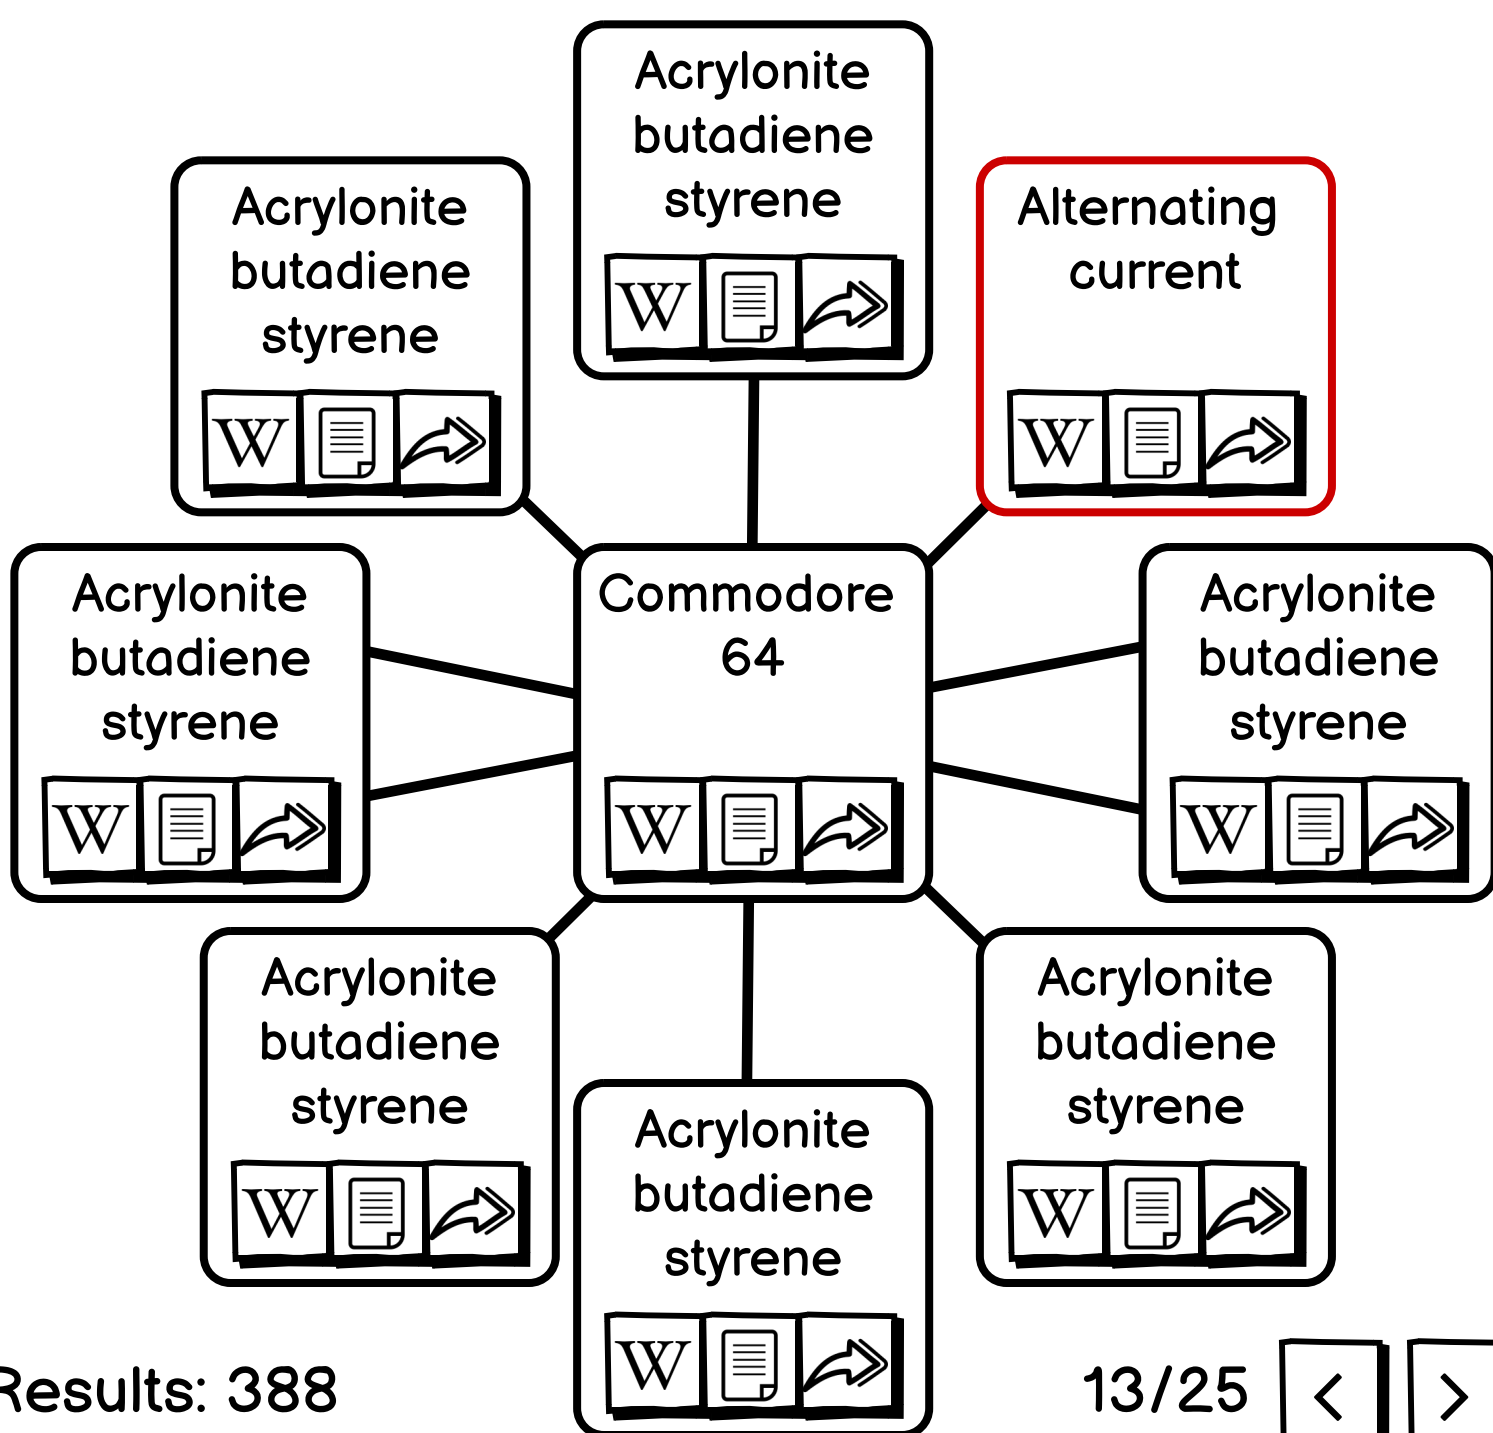 Acrylonite
butadiene
styrene
W
Acrylonite
butadiene
styrene
W
Alternating
current
W
Acrylonite
butadiene
styrene
W
Commodore
64
W
Acrylonite
butadiene
styrene
W
Acrylonite
butadiene
styrene
W
Acrylonite
butadiene
styrene
W
Acrylonite
butadiene
styrene
W
Results: 388
13/25 < >